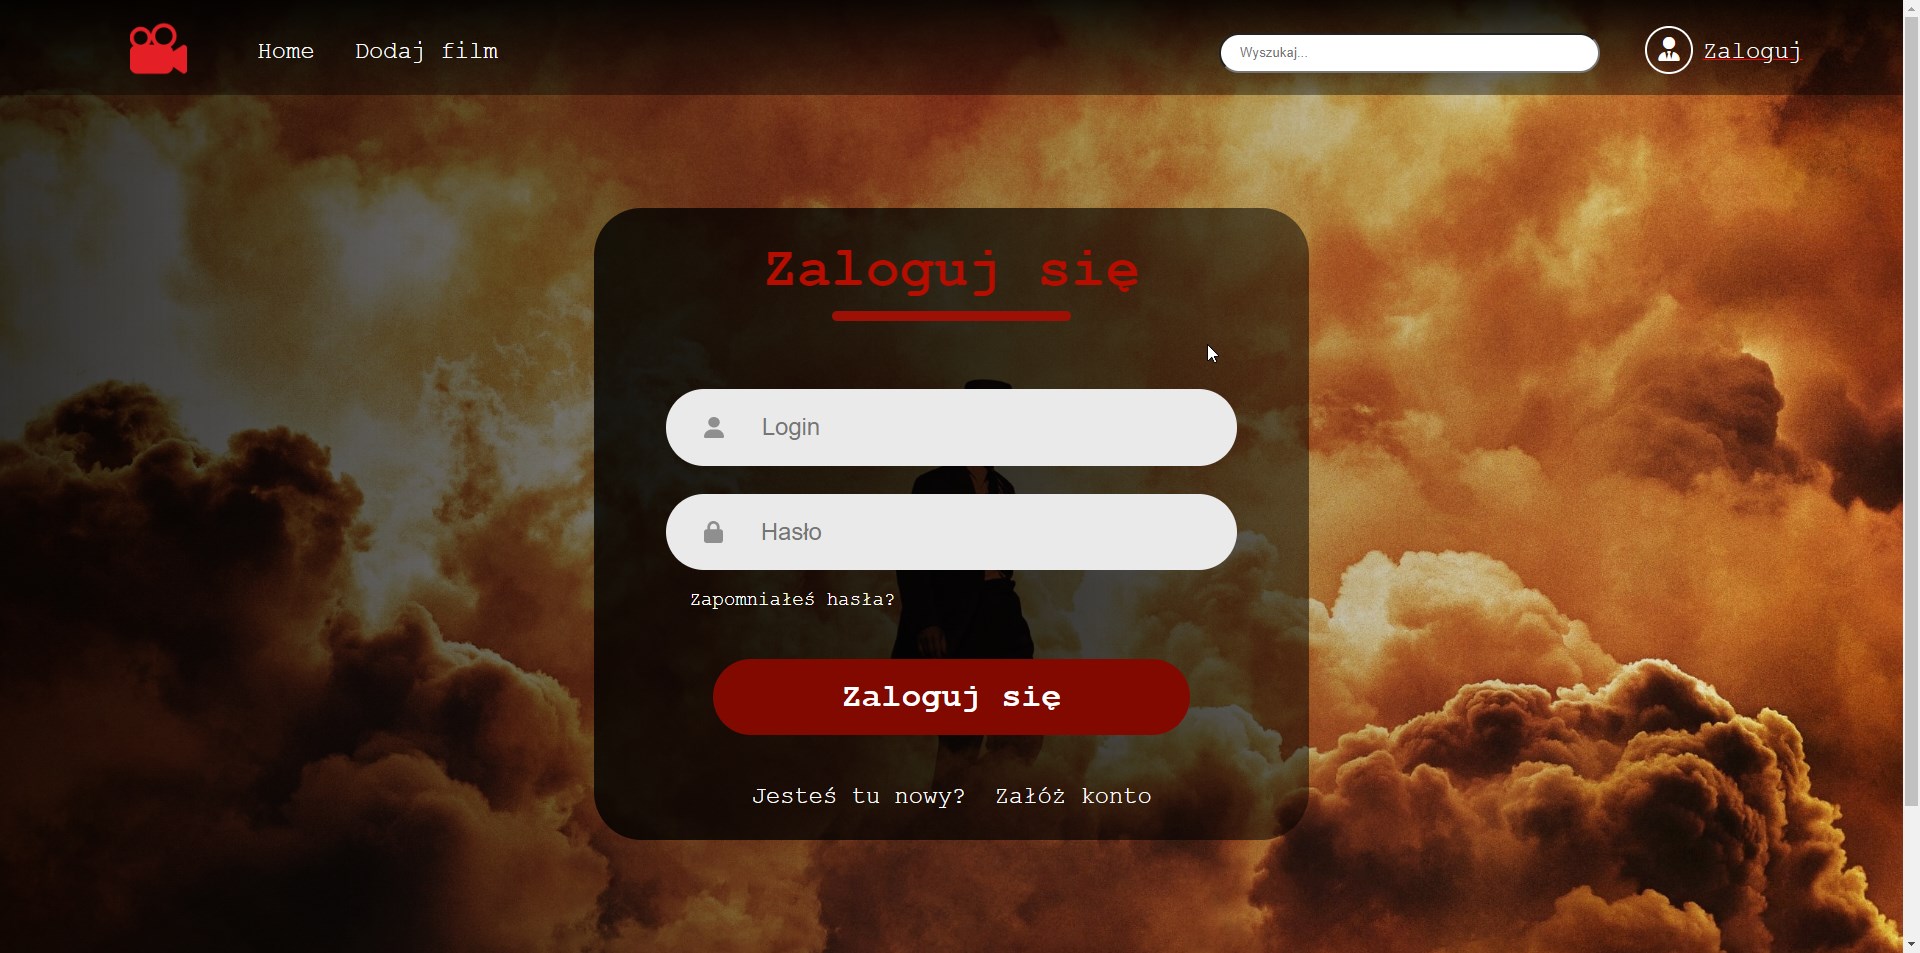 Home Dodaj film Wyszukaj... Zaloguj
Zaloguj się
Login
Hasło
Zapomniałeś hasła?
Zaloguj się
Jesteś tu nowy? Załóż konto